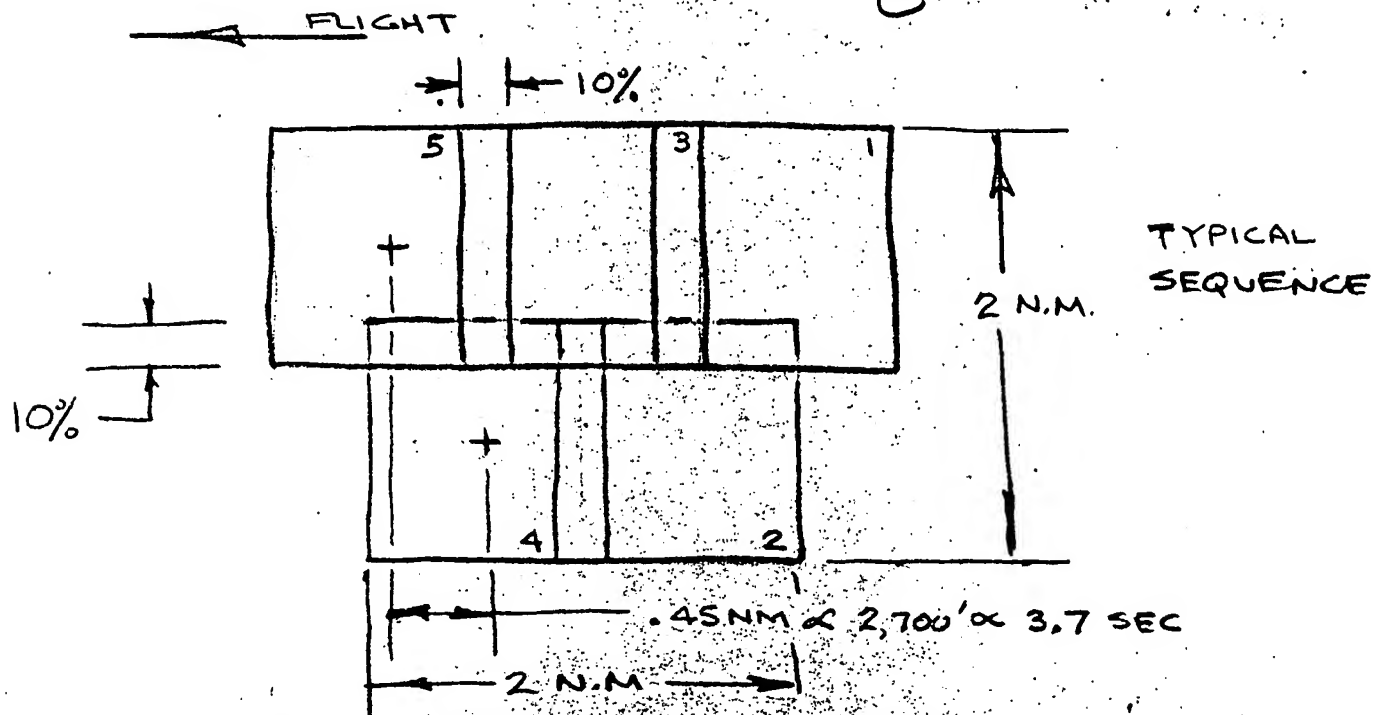 FLIGHT
10%
5
3
1
TYPICAL
SEQUENCE
2 N.M.
10%
4
2
.45NM ∝ 2,700' ∝ 3.7 SEC
2 N.M